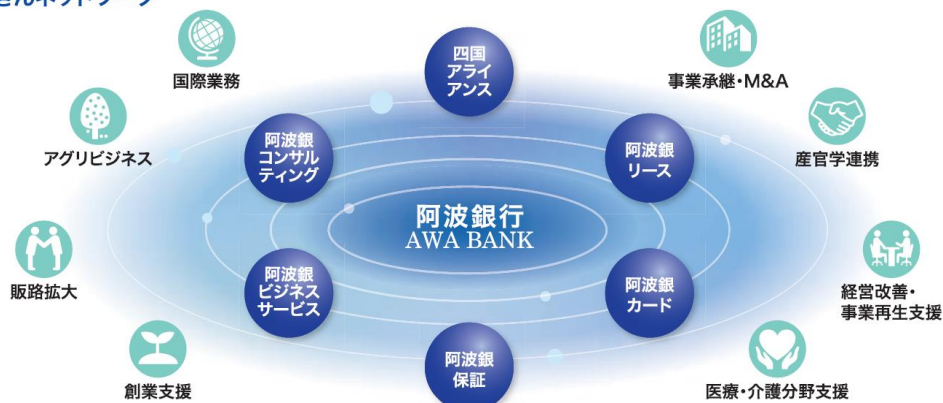 国際業務
四国
アライ
アンス
事業承継・M&A
アグリビジネス
阿波銀
コンサル
ティング
阿波銀
リース
産官学連携
阿波銀行
AWA BANK
販路拡大
阿波銀
ビジネス
サービス
阿波銀
カード
経営改善・
事業再生支援
創業支援
阿波銀
保証
医療・介護分野支援